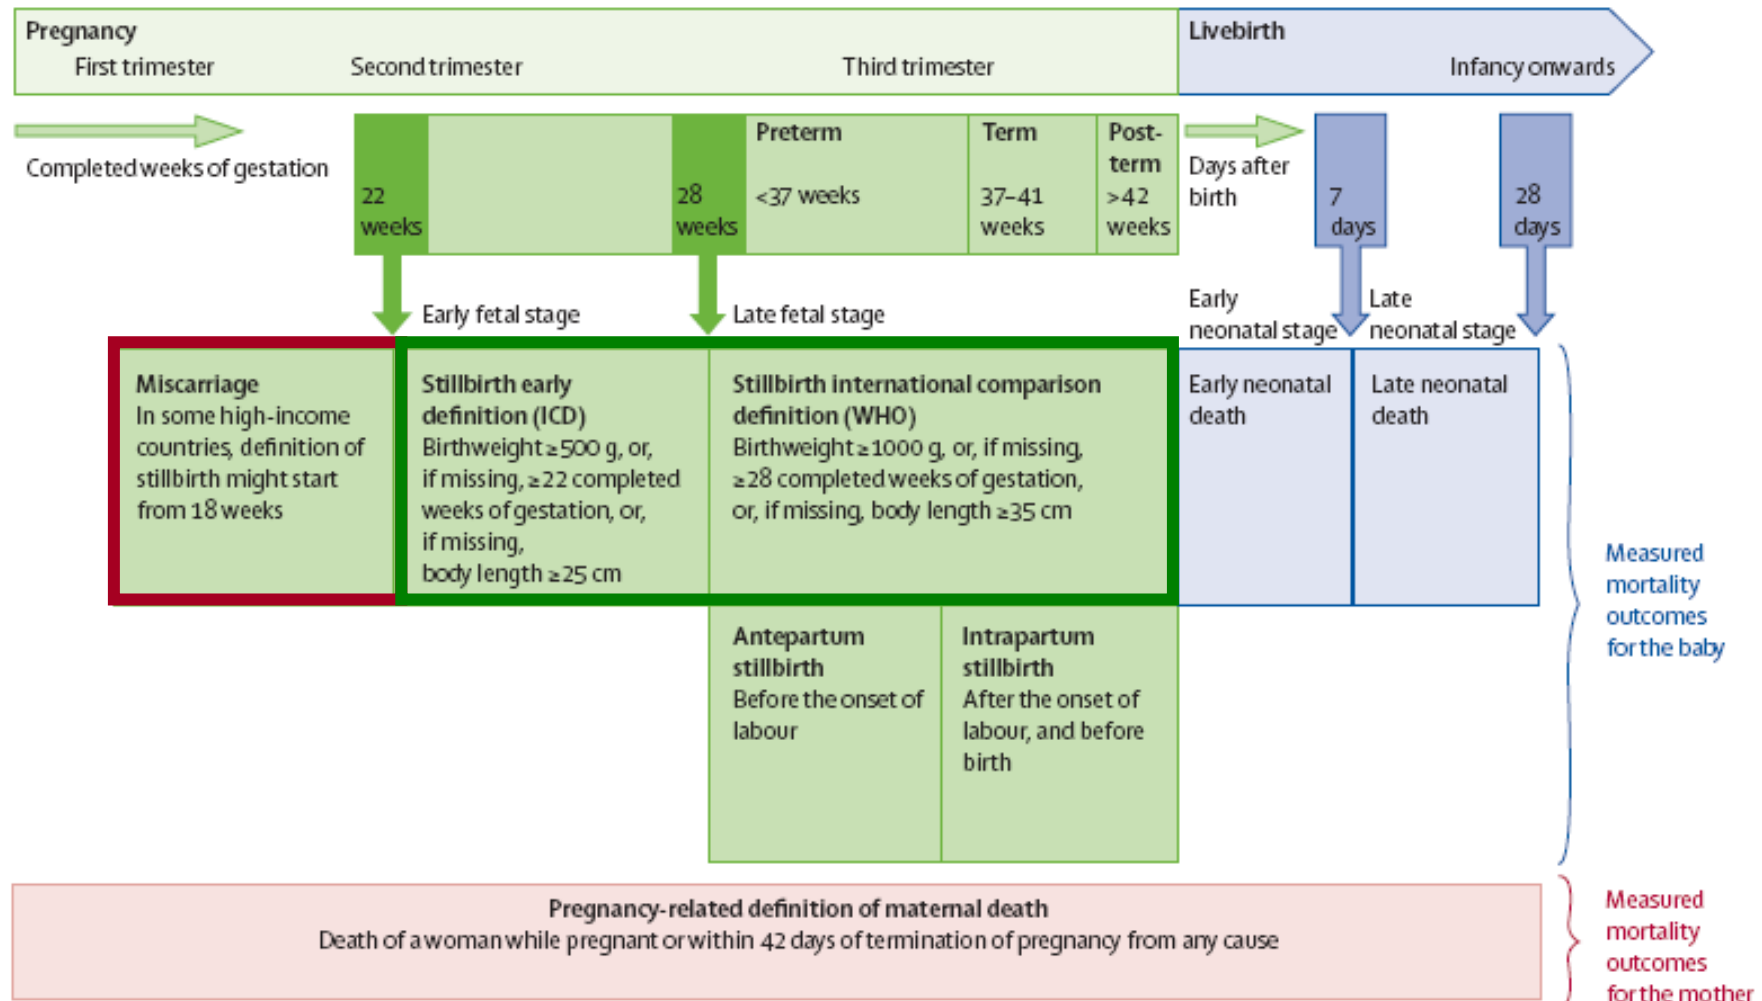 Pregnancy
First trimester
Second trimester
Third trimester
Livebirth
Infancy onwards
Completed weeks of gestation
22
weeks
28
weeks
Preterm
<37 weeks
Term
37–41
weeks
Post-
term
>42
weeks
Days after
birth
7
days
28
days
Early fetal stage
Late fetal stage
Early
neonatal stage
Late
neonatal stage
Miscarriage
In some high-income
countries, definition of
stillbirth might start
from 18 weeks
Stillbirth early
definition (ICD)
Birthweight ≥500 g, or,
if missing, ≥22 completed
weeks of gestation, or,
if missing,
body length ≥25 cm
Stillbirth international comparison
definition (WHO)
Birthweight ≥1000 g, or, if missing,
≥28 completed weeks of gestation,
or, if missing, body length ≥35 cm
Early neonatal
death
Late neonatal
death
Antepartum
stillbirth
Before the onset of
labour
Intrapartum
stillbirth
After the onset of
labour, and before
birth
Measured
mortality
outcomes
for the baby
Pregnancy-related definition of maternal death
Death of a woman while pregnant or within 42 days of termination of pregnancy from any cause
Measured
mortality
outcomes
for the mother